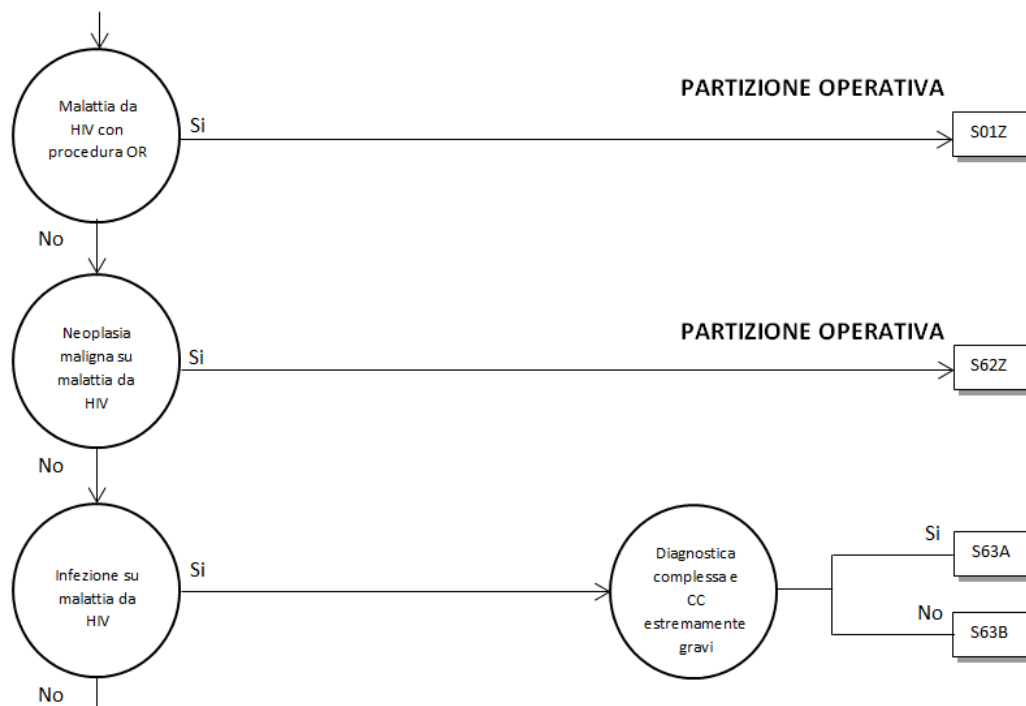 Malattia da
HIV con
procedura OR
Si
PARTIZIONE OPERATIVA
S01Z
No
Neoplasia
maligna su
malattia da
HIV
Si
PARTIZIONE OPERATIVA
S62Z
No
Infezione su
malattia da
HIV
Si
Diagnostica
complessa e
CC
estremamente
gravi
Si
S63A
No
S63B
No